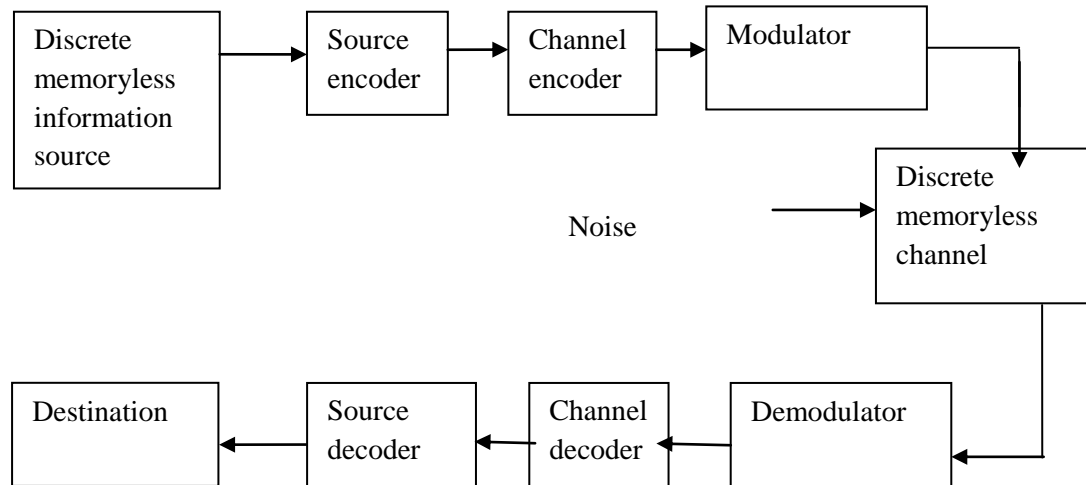 Discrete
memoryless
information
source
Source
encoder
Channel
encoder
Modulator
Noise
Discrete
memoryless
channel
Destination
Source
decoder
Channel
decoder
Demodulator